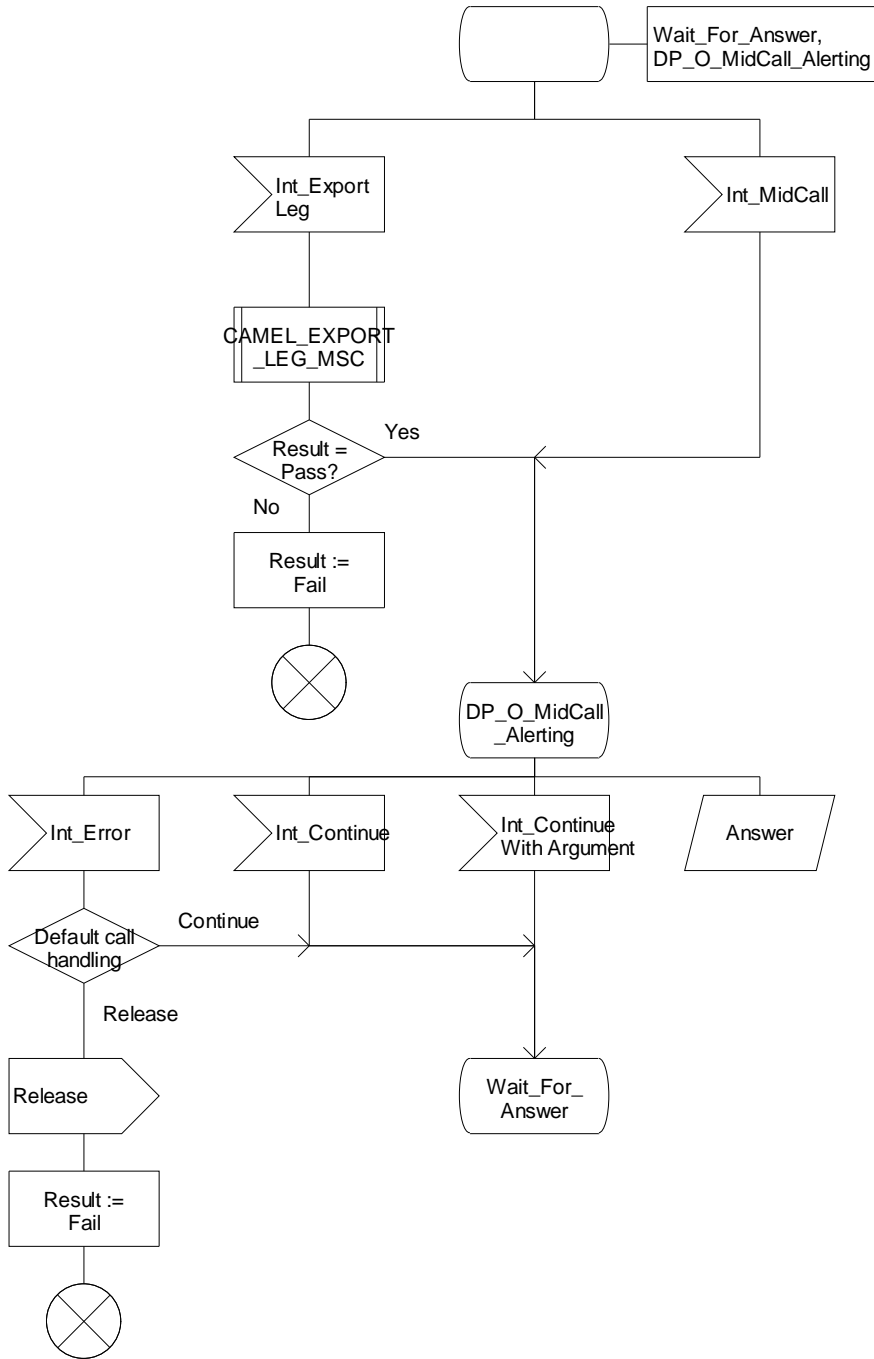 Wait_For_Answer,
DP_O_MidCall_Alerting
Int_Export
Leg
Int_MidCall
CAMEL_EXPORT
_LEG_MSC
Result =
Pass?
Yes
No
Result :=
Fail
DP_O_MidCall
_Alerting
Int_Error
Int_Continue
Int_Continue
With Argument
Answer
Default call
handling
Continue
Release
Release
Wait_For_
Answer
Result :=
Fail